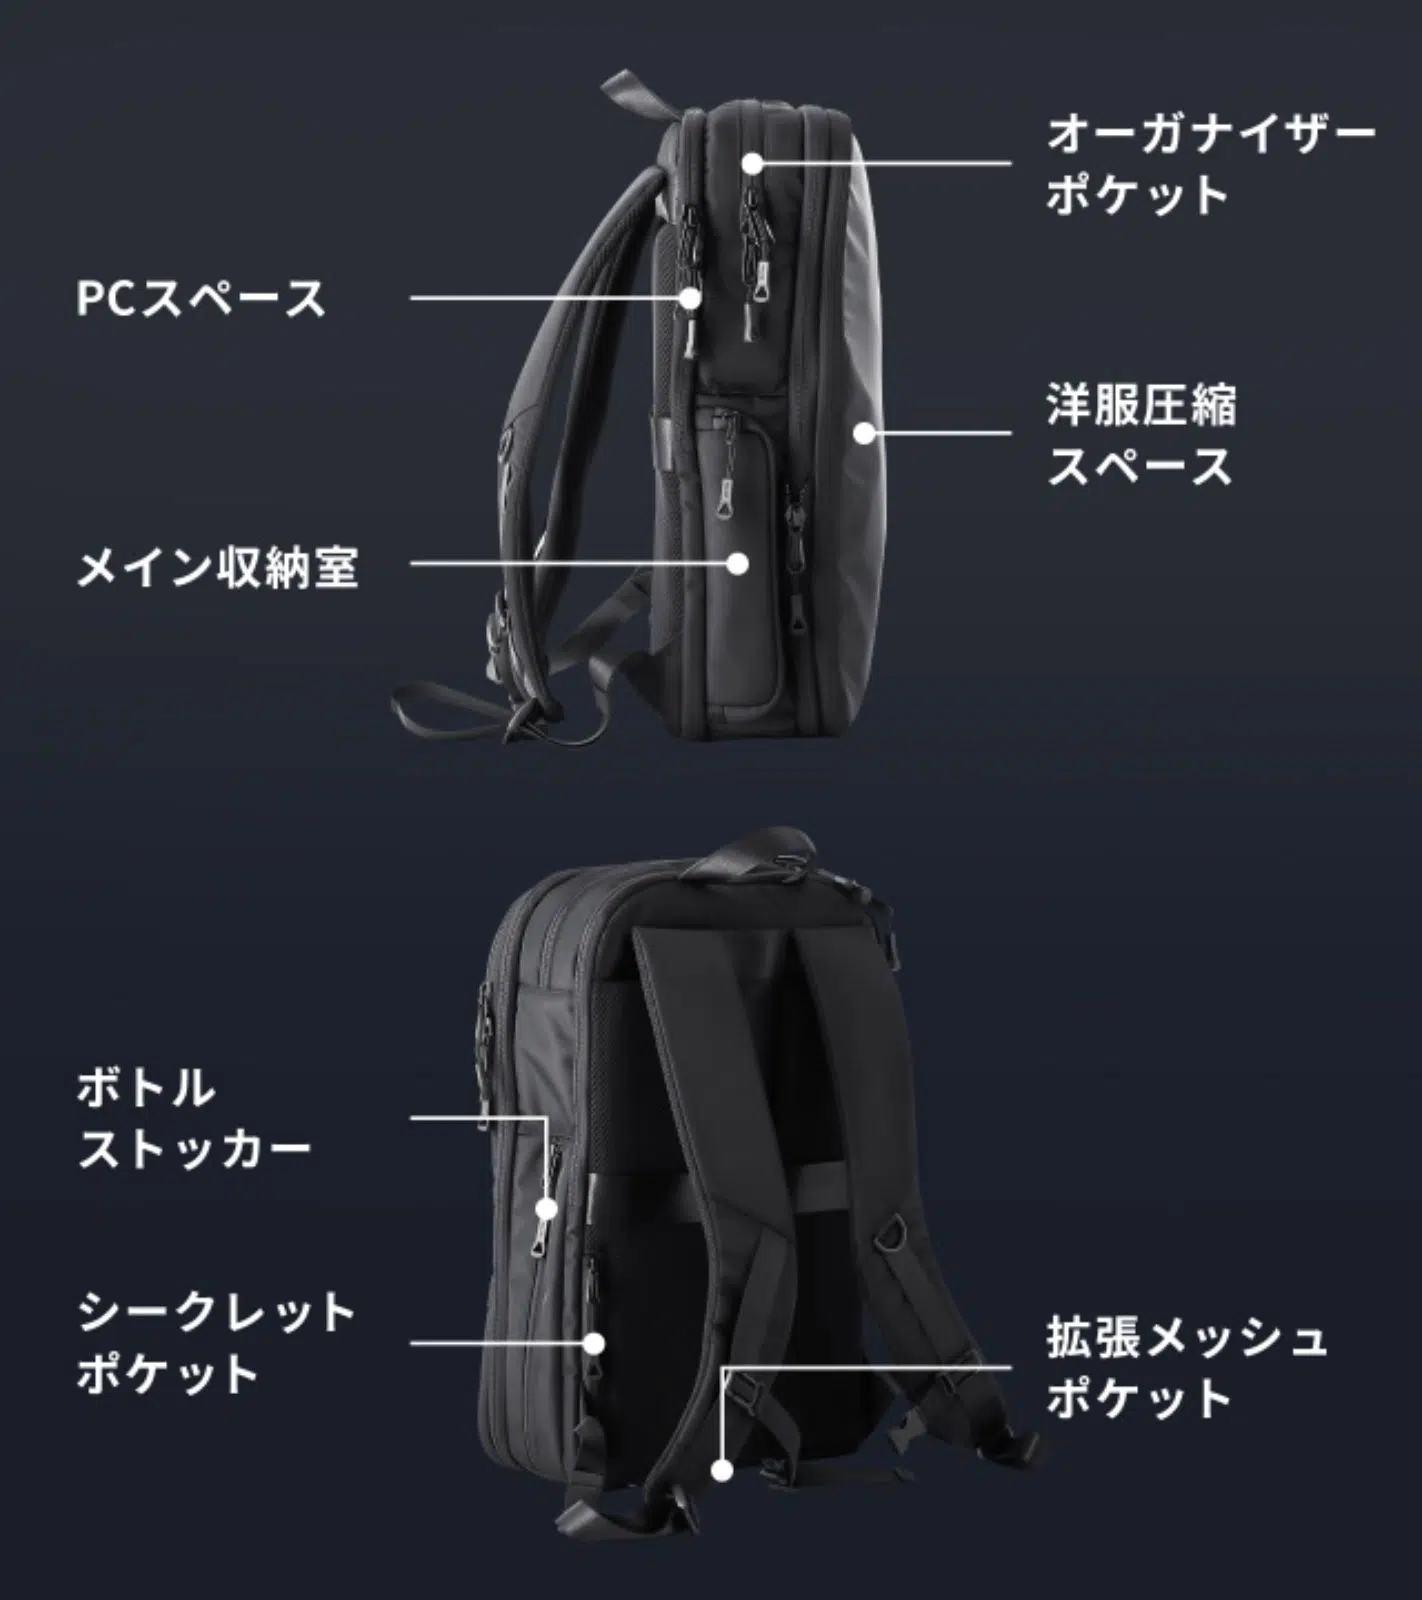 オーガナイザー
ポケット
PCスペース
洋服圧縮
スペース
メイン収納室
ボトル
ストッカー
シークレット
ポケット
拡張メッシュ
ポケット